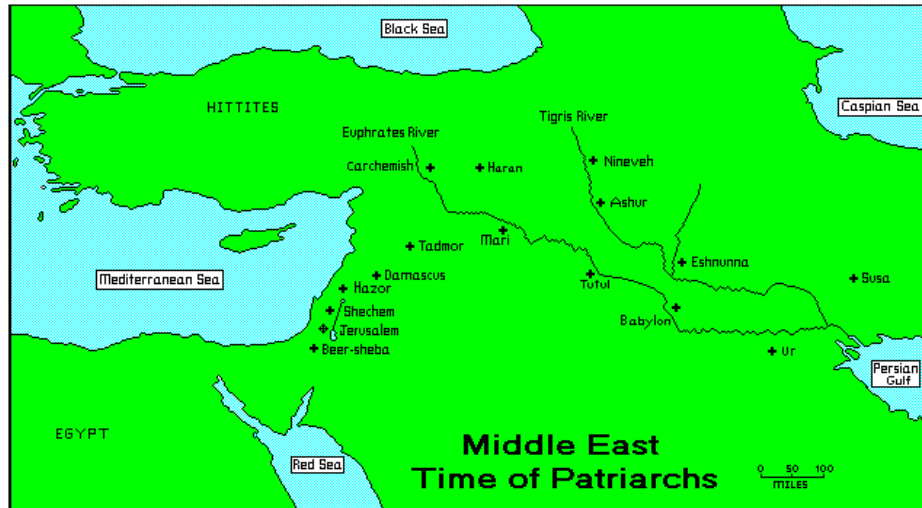 Black Sea
Caspian Sea
HITTITES
Tigris River
Euphrates River
Carchemish
Haran
Nineveh
Ashur
Mari
Tadmor
Eshnunna
Mediterranean Sea
Damascus
Tutul
Susa
Hazor
Shechem
Babylon
Jerusalem
Beer-sheba
Ur
Persian
Gulf
EGYPT
Red Sea
Middle East
Time of Patriarchs
0 50 100
MILES